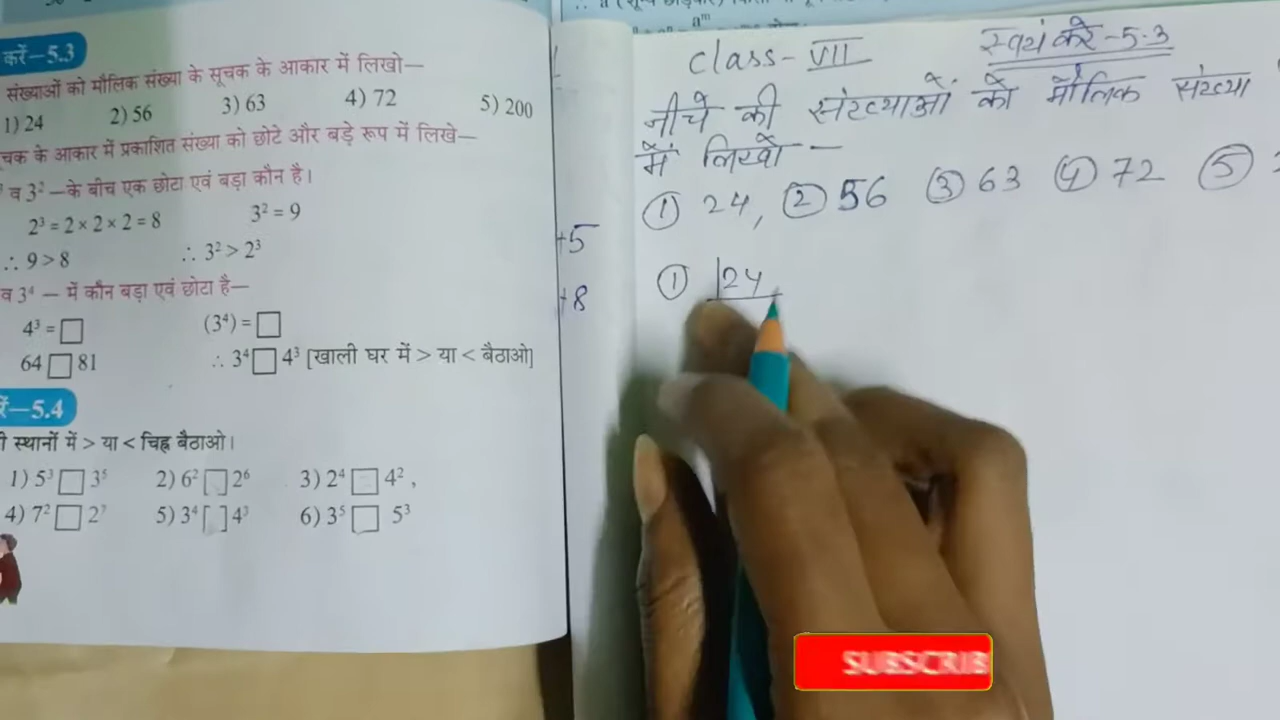 करें–5.3
संख्याओं को मौलिक संख्या के सूचक के आकार में लिखो—
1) 24 2) 56 3) 63 4) 72 5) 200
चक के आकार में प्रकाशित संख्या को छोटे और बड़े रूप में लिखे—
व 3² —के बीच एक छोटा एवं बड़ा कौन है।
2³ = 2 × 2 × 2 = 8 3² = 9
∴ 9 > 8 ∴ 3² > 2³
व 3⁴ — में कौन बड़ा एवं छोटा है—
4³ = □ (3⁴) = □
64 □ 81 ∴ 3⁴ □ 4³ [खाली घर में > या < बैठाओ]
रें–5.4
ी स्थानों में > या < चिह्न बैठाओ।
1) 5³ □ 3⁵ 2) 6² □ 2⁶ 3) 2⁴ □ 4² ,
4) 7² □ 2⁷ 5) 3⁴ □ 4³ 6) 3⁵ □ 5³
+5
+8
aᵐ
Class - VII स्वयं करे - 5.3
नीचे की संख्याओं को मौलिक संख्या
में लिखों —
① 24, ② 56 ③ 63 ④ 72 ⑤
① 24
SUBSCRIB